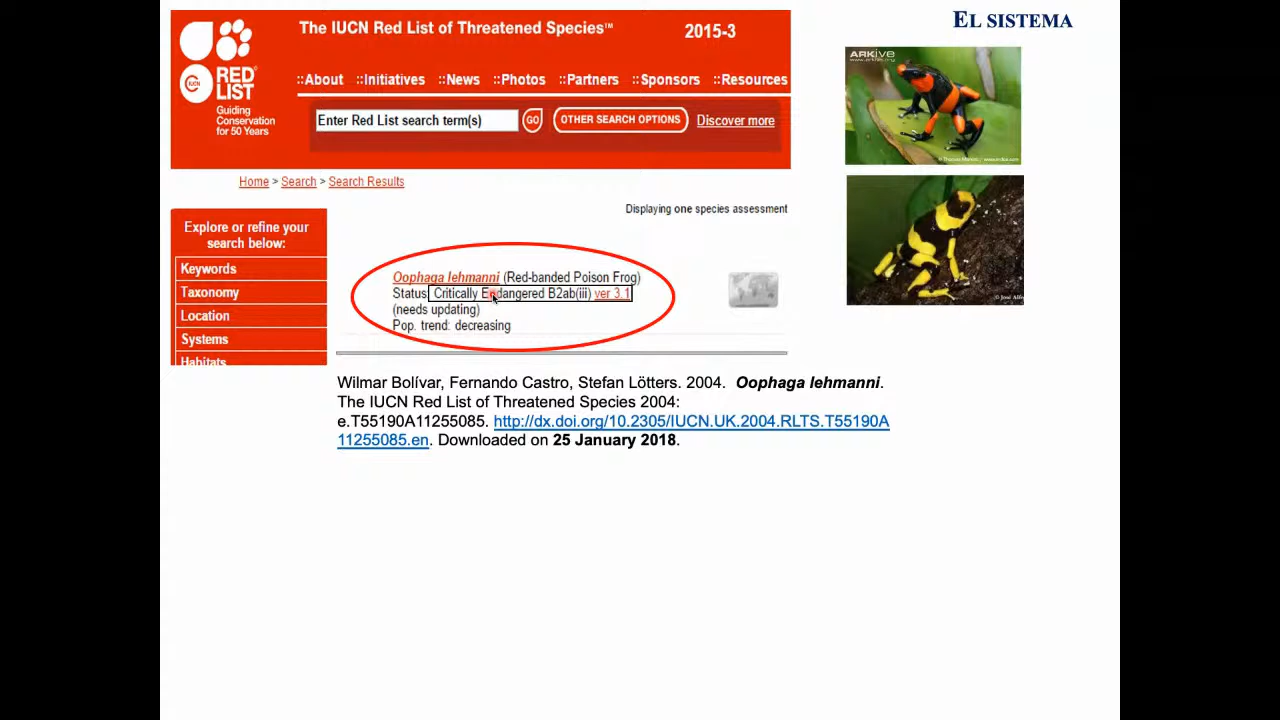 EL SISTEMA
The IUCN Red List of Threatened Species™
2015-3
::About ::Initiatives ::News ::Photos ::Partners ::Sponsors ::Resources
IUCN
RED
LIST
Guiding
Conservation
for 50 Years
Enter Red List search term(s)
GO
OTHER SEARCH OPTIONS
Discover more
Home > Search > Search Results
Displaying one species assessment
Explore or refine your
search below:
Keywords
Taxonomy
Location
Systems
Habitats
Oophaga lehmanni (Red-banded Poison Frog)
Status: Critically Endangered B2ab(iii) ver 3.1
(needs updating)
Pop. trend: decreasing
Wilmar Bolívar, Fernando Castro, Stefan Lötters. 2004. Oophaga lehmanni.
The IUCN Red List of Threatened Species 2004:
e.T55190A11255085. http://dx.doi.org/10.2305/IUCN.UK.2004.RLTS.T55190A
11255085.en. Downloaded on 25 January 2018.
ARKive
www.arkive.org